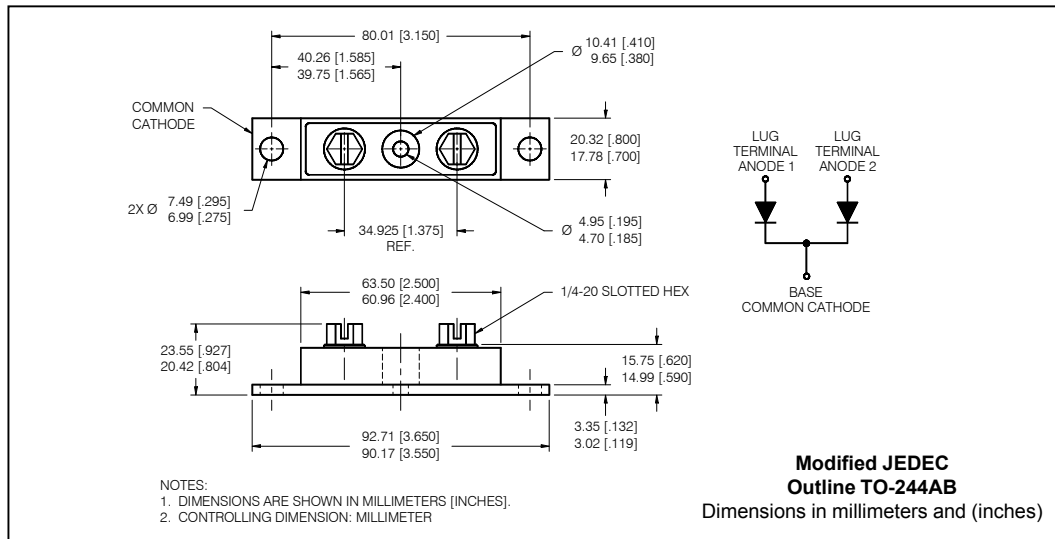 80.01 [3.150]
40.26 [1.585]
39.75 [1.565]
Ø 10.41 [.410]
9.65 [.380]
COMMON
CATHODE
20.32 [.800]
17.78 [.700]
2X Ø 7.49 [.295]
6.99 [.275]
34.925 [1.375]
REF.
Ø 4.95 [.195]
4.70 [.185]
LUG
TERMINAL
ANODE 1
LUG
TERMINAL
ANODE 2
BASE
COMMON CATHODE
63.50 [2.500]
60.96 [2.400]
1/4-20 SLOTTED HEX
23.55 [.927]
20.42 [.804]
15.75 [.620]
14.99 [.590]
3.35 [.132]
3.02 [.119]
92.71 [3.650]
90.17 [3.550]
NOTES:
1. DIMENSIONS ARE SHOWN IN MILLIMETERS [INCHES].
2. CONTROLLING DIMENSION: MILLIMETER
Modified JEDEC
Outline TO-244AB
Dimensions in millimeters and (inches)